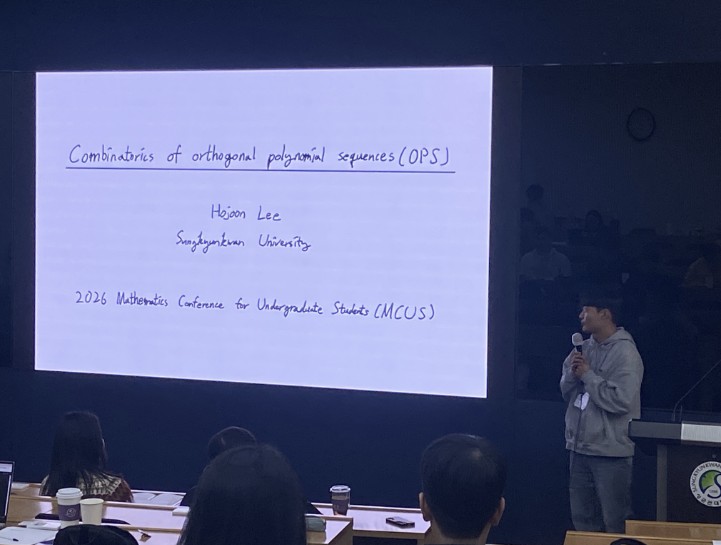 Combinatorics of orthogonal polynomial sequences (OPS)
Hojoon Lee
Sungkyunkwan University
2026 Mathematics Conference for Undergraduate Students (MCUS)